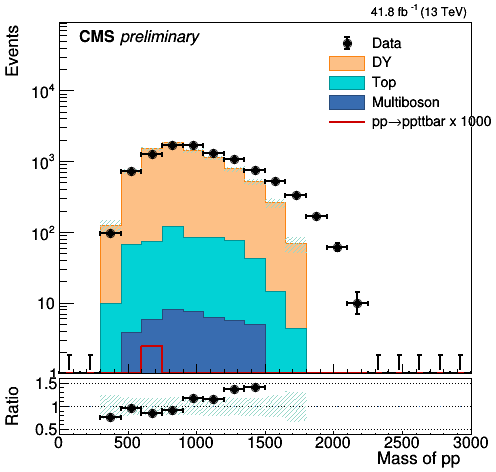 41.8 fb⁻¹ (13 TeV)
CMS preliminary
Data
DY
Top
Multiboson
pp→ppttbar x 1000
Events
10⁴
10³
10²
10
1
Ratio
1.5
1
0.5
0 500 1000 1500 2000 2500 3000
Mass of pp